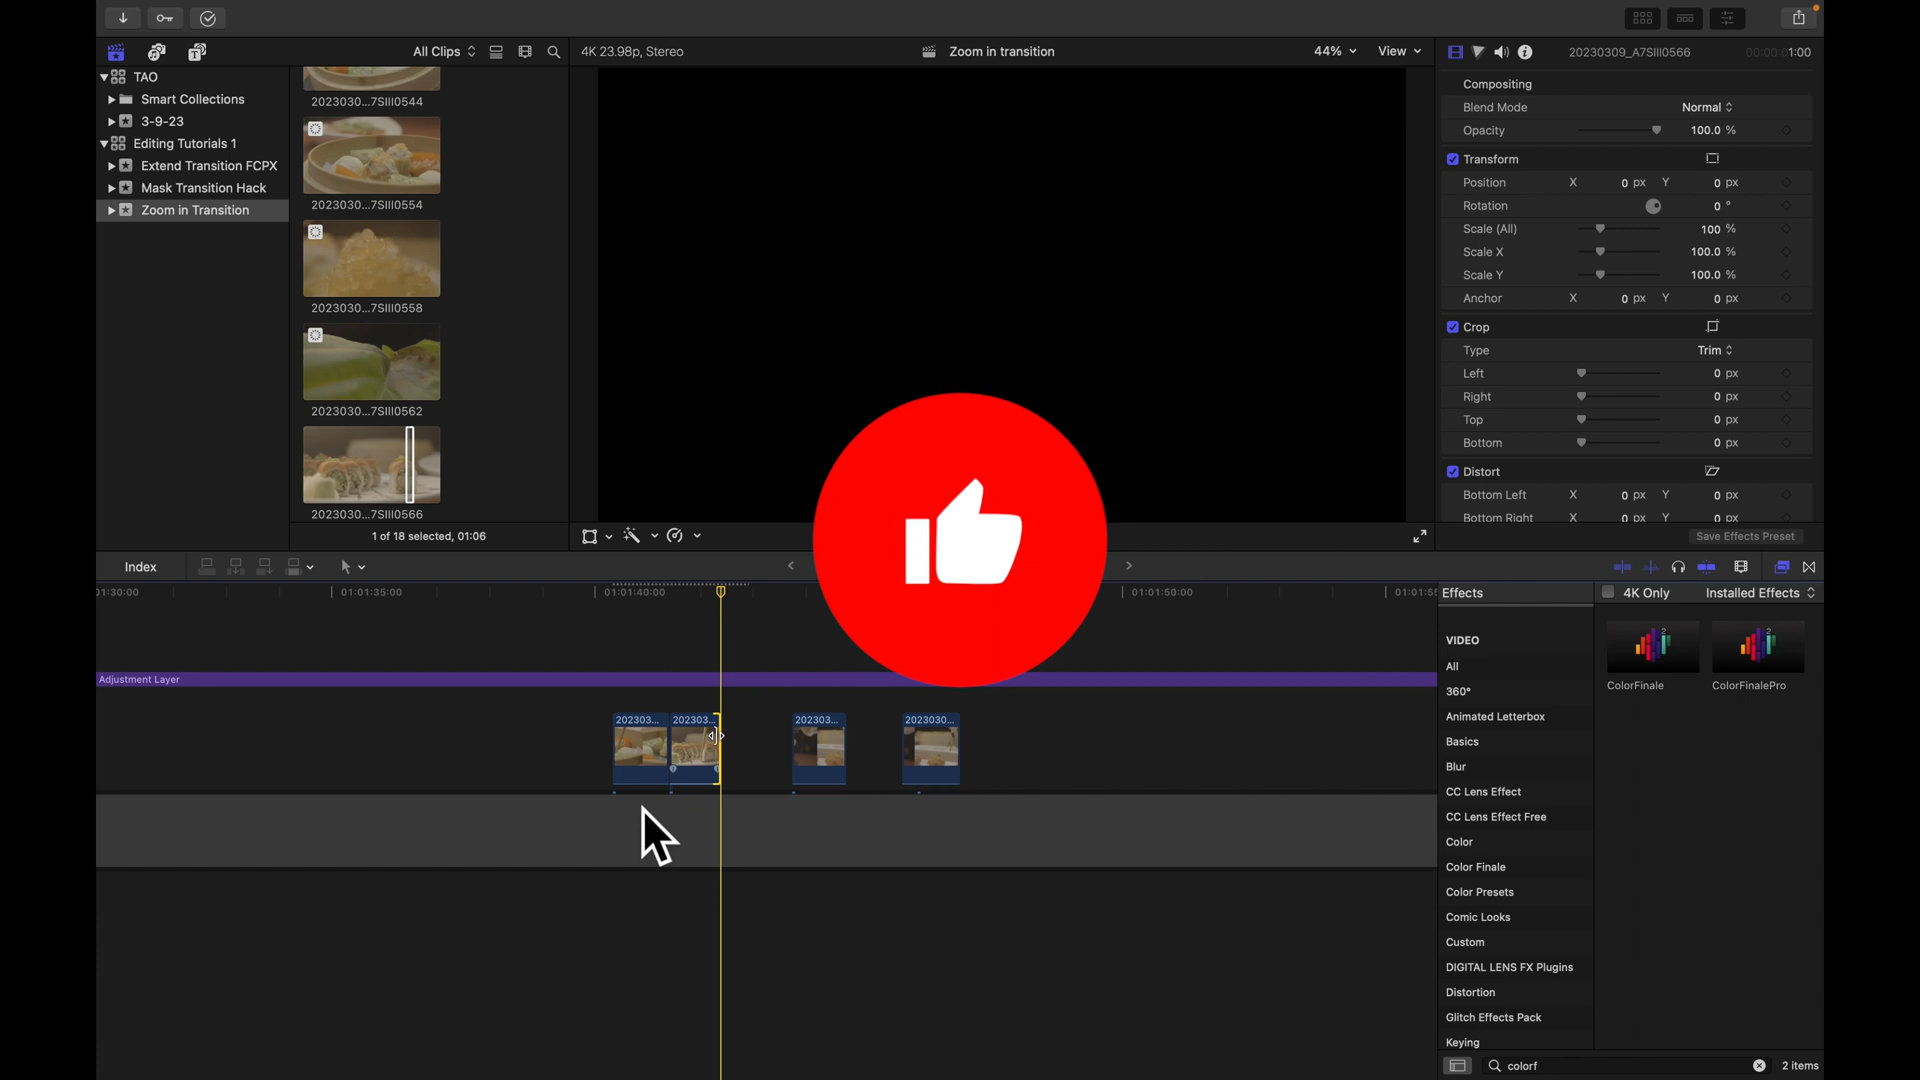 All Clips
4K 23.98p, Stereo
Zoom in transition
44%
View
20230309_A7SIII0566
00:00:01:00
TAO
Smart Collections
3-9-23
Editing Tutorials 1
Extend Transition FCPX
Mask Transition Hack
Zoom in Transition
2023030...7SIII0544
2023030...7SIII0554
2023030...7SIII0558
2023030...7SIII0562
2023030...7SIII0566
1 of 18 selected, 01:06
Compositing
Blend Mode
Normal
Opacity
100.0 %
Transform
Position
X 0 px Y 0 px
Rotation
0 °
Scale (All)
100 %
Scale X
100.0 %
Scale Y
100.0 %
Anchor
X 0 px Y 0 px
Crop
Type
Trim
Left
0 px
Right
0 px
Top
0 px
Bottom
0 px
Distort
Bottom Left
X 0 px Y 0 px
Bottom Right
X 0 px Y 0 px
Save Effects Preset
Index
01:30:00
01:01:35:00
01:01:40:00
01:01:50:00
01:01:55
Adjustment Layer
202303...
202303...
202303...
2023030...
Effects
4K Only
Installed Effects
VIDEO
All
360°
Animated Letterbox
Basics
Blur
CC Lens Effect
CC Lens Effect Free
Color
Color Finale
Color Presets
Comic Looks
Custom
DIGITAL LENS FX Plugins
Distortion
Glitch Effects Pack
Keying
2
2
ColorFinale
ColorFinalePro
colorf
2 items